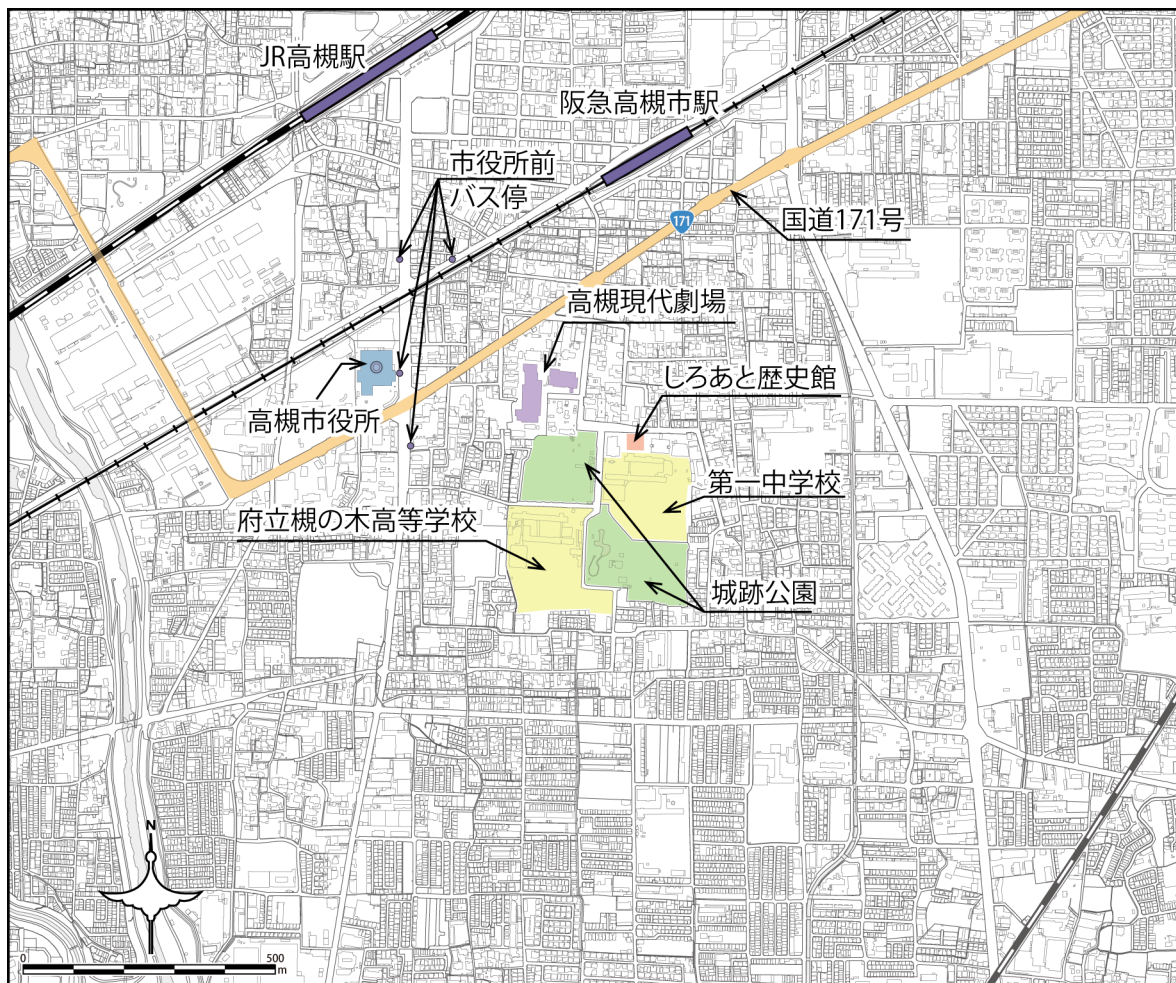 JR高槻駅
阪急高槻市駅
市役所前
バス停
171
国道171号
高槻現代劇場
しろあと歴史館
高槻市役所
第一中学校
府立槻の木高等学校
城跡公園
N
0
500
m